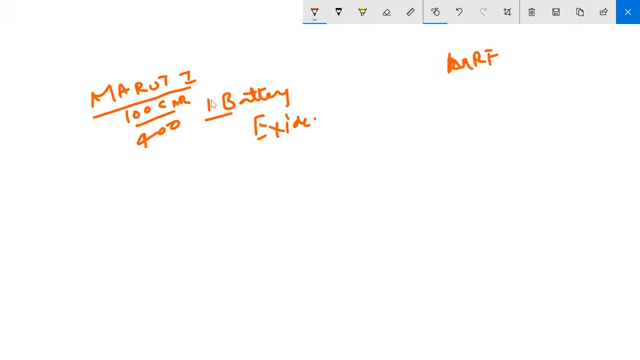 MARUTI
100 CAR
400
1 Battery
Exide.
MRF